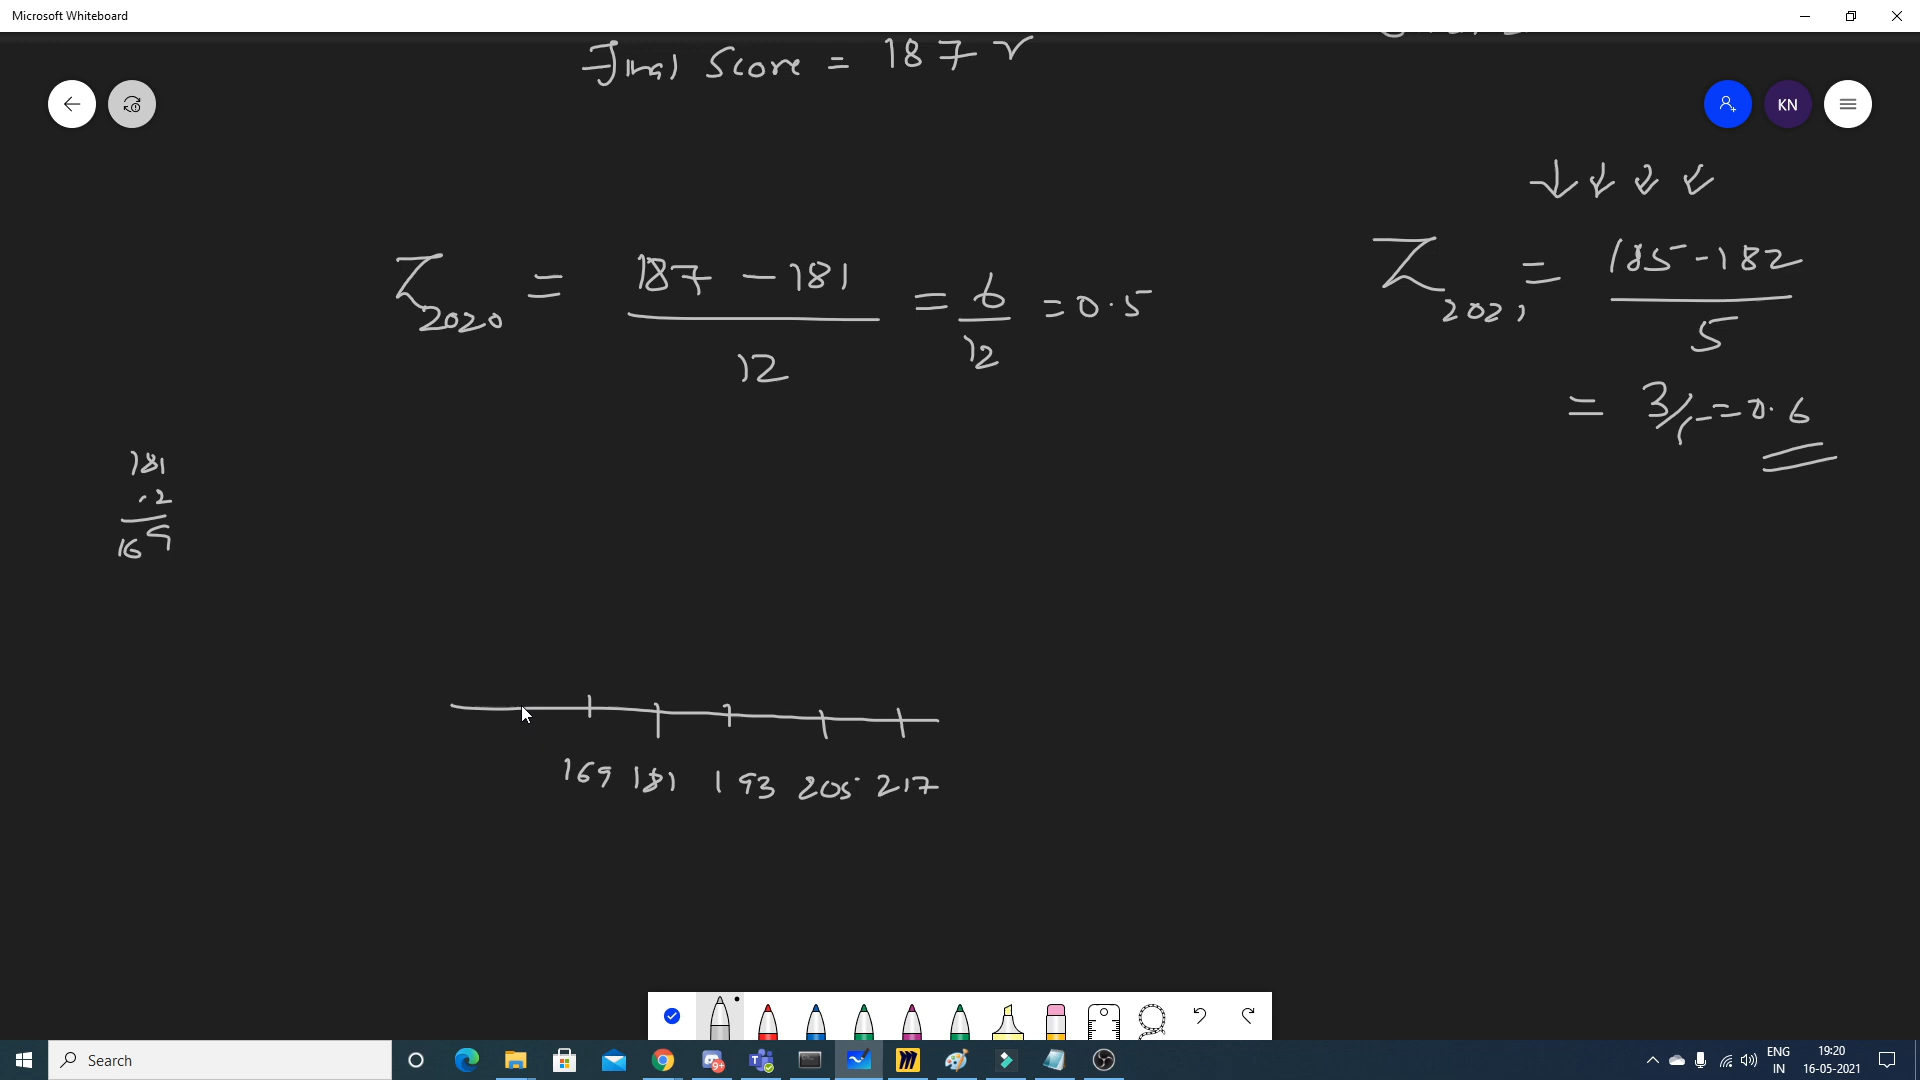 Microsoft Whiteboard
Final Score = 187
KN
Z2020 = 187 - 181 / 12 = 6/12 = 0.5
Z2021 = 185 - 182 / 5
= 3/5 = 0.6
181
12
169
169 181 193 205 217
Search
9+
ENG
IN
19:20
16-05-2021